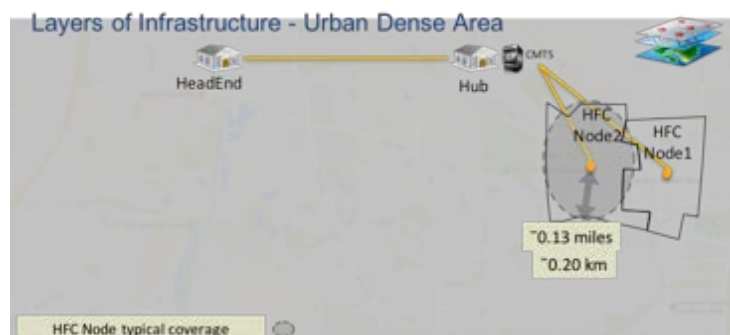 Layers of Infrastructure - Urban Dense Area
CMTS
HeadEnd
Hub
HFC
Node2
HFC
Node1
~0.13 miles
~0.20 km
HFC Node typical coverage